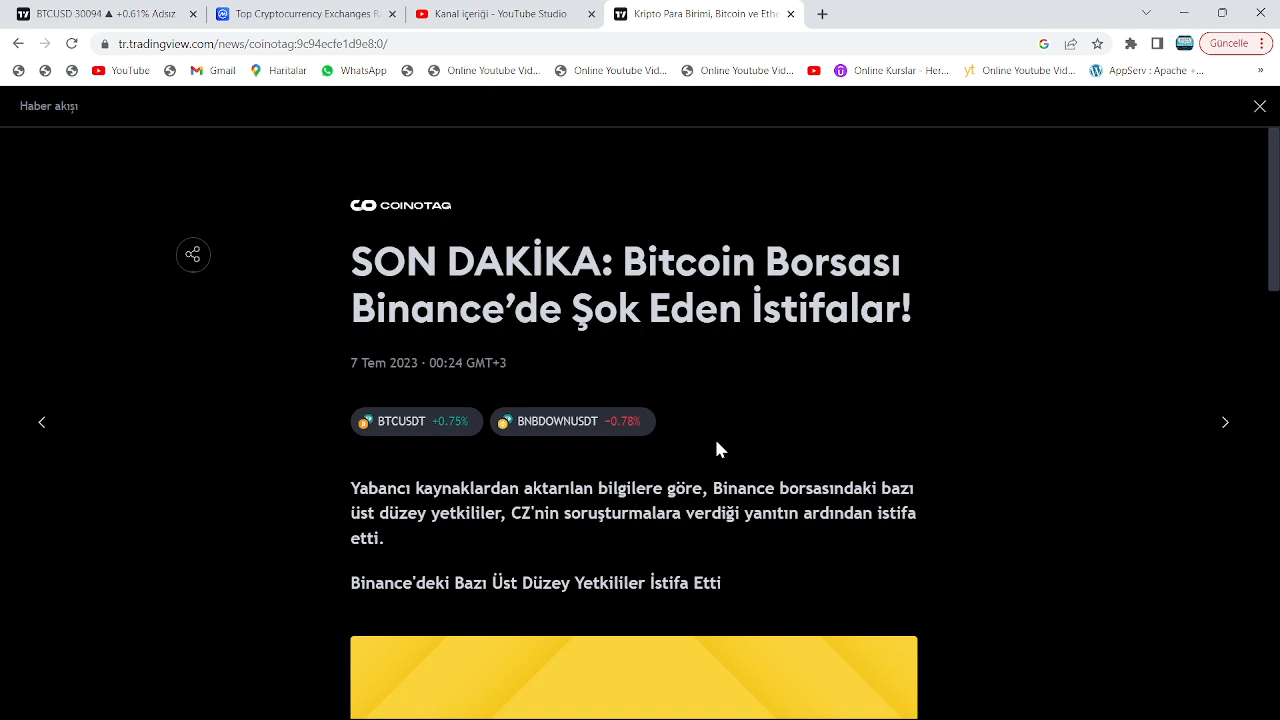 BTCUSD 30094 ▲ +0.61% Adsız
Top Cryptocurrency Exchanges Ra
Kanal içeriği - YouTube Studio
Kripto Para Birimi, Bitcoin ve Ethe
tr.tradingview.com/news/coinotag:9c94ecfe1d9e8:0/
Güncelle
YouTube
Gmail
Haritalar
WhatsApp
Online Youtube Vid...
Online Youtube Vid...
Online Youtube Vid...
Online Kurslar - Her...
yt Online Youtube Vid...
AppServ : Apache +...
»
Haber akışı
COINOTAG
SON DAKİKA: Bitcoin Borsası
Binance’de Şok Eden İstifalar!
7 Tem 2023 · 00:24 GMT+3
BTCUSDT +0.75%
BNBDOWNUSDT −0.78%
Yabancı kaynaklardan aktarılan bilgilere göre, Binance borsasındaki bazı
üst düzey yetkililer, CZ'nin soruşturmalara verdiği yanıtın ardından istifa
etti.
Binance'deki Bazı Üst Düzey Yetkililer İstifa Etti